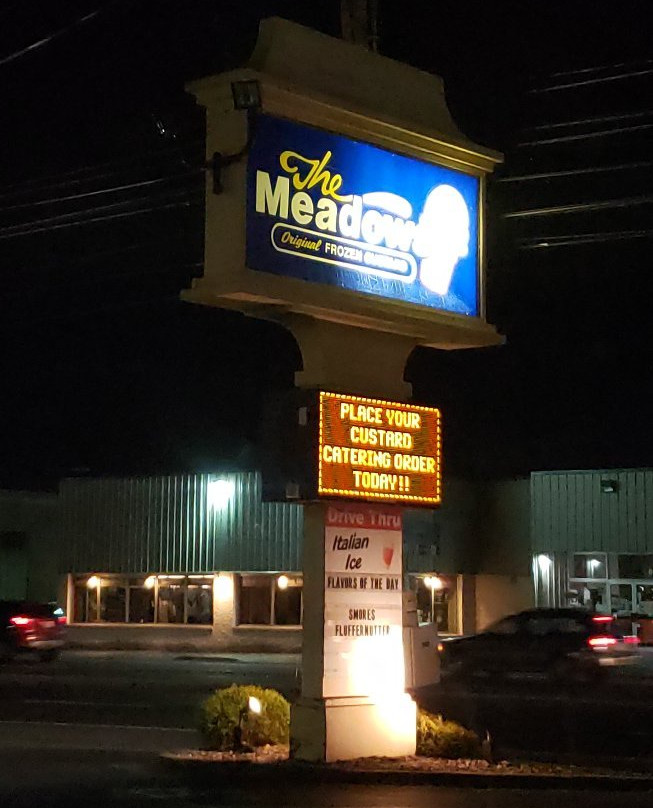 The
Meadows
Original FROZEN CUSTARD
PLACE YOUR
CUSTARD
CATERING ORDER
TODAY!!
Drive Thru
Italian
Ice
FLAVORS OF THE DAY
SMORES
FLUFFERNUTTER